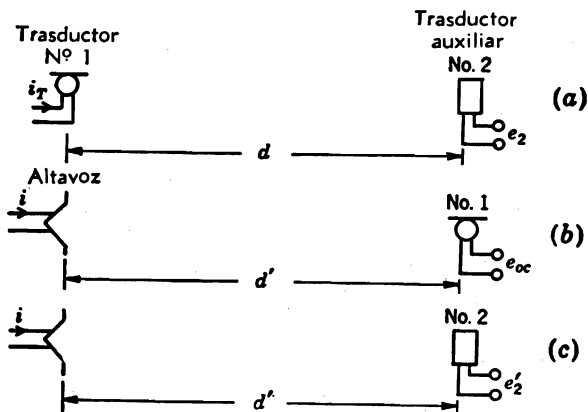 Trasductor
Nº 1
i_T
Trasductor
auxiliar
No. 2
e_2
(a)
d
Altavoz
i
No. 1
e_oc
(b)
d'
i
No. 2
e'_2
(c)
d'